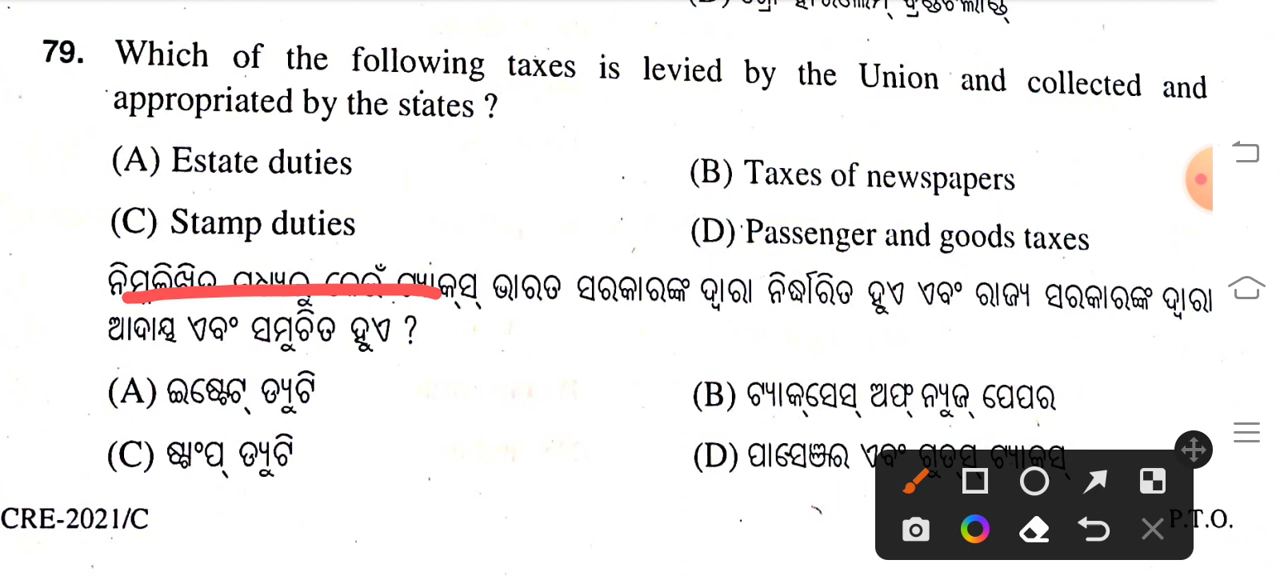 79. Which of the following taxes is levied by the Union and collected and
appropriated by the states ?
(A) Estate duties
(B) Taxes of newspapers
(C) Stamp duties
(D) Passenger and goods taxes
ନିମ୍ନଲିଖିତ ମଧ୍ୟରୁ କେଉଁ ଟ୍ୟାକ୍ସ୍ ଭାରତ ସରକାରଙ୍କ ଦ୍ୱାରା ନିର୍ଦ୍ଧାରିତ ହୁଏ ଏବଂ ରାଜ୍ୟ ସରକାରଙ୍କ ଦ୍ୱାରା
ଆଦାୟ ଏବଂ ସମୁଚିତ ହୁଏ ?
(A) ଇଷ୍ଟେଟ୍ ଡ୍ୟୁଟି
(B) ଟ୍ୟାକ୍ସେସ୍ ଅଫ୍ ନ୍ୟୁଜ୍ ପେପର
(C) ଷ୍ଟାଂପ୍ ଡ୍ୟୁଟି
(D) ପାସେଞ୍ଜର ଏବଂ ଗୁଡସ୍ ଟ୍ୟାକ୍ସ୍
CRE-2021/C
P.T.O.